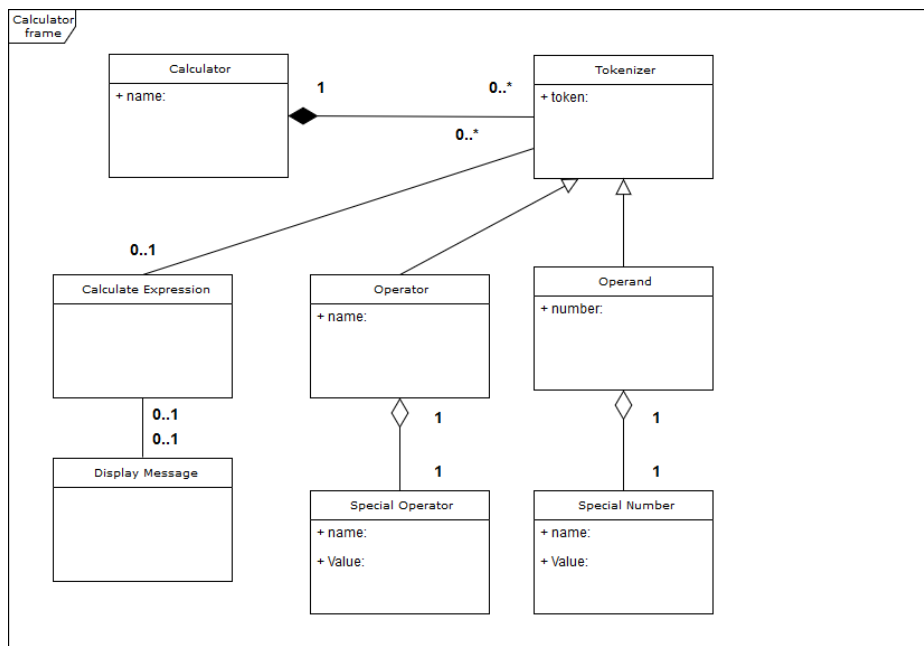 Calculator
frame
Calculator
+ name:
1
0..*
Tokenizer
+ token:
0..*
0..1
Calculate Expression
Operator
+ name:
Operand
+ number:
0..1
0..1
1
1
Display Message
1
1
Special Operator
+ name:
+ Value:
Special Number
+ name:
+ Value: